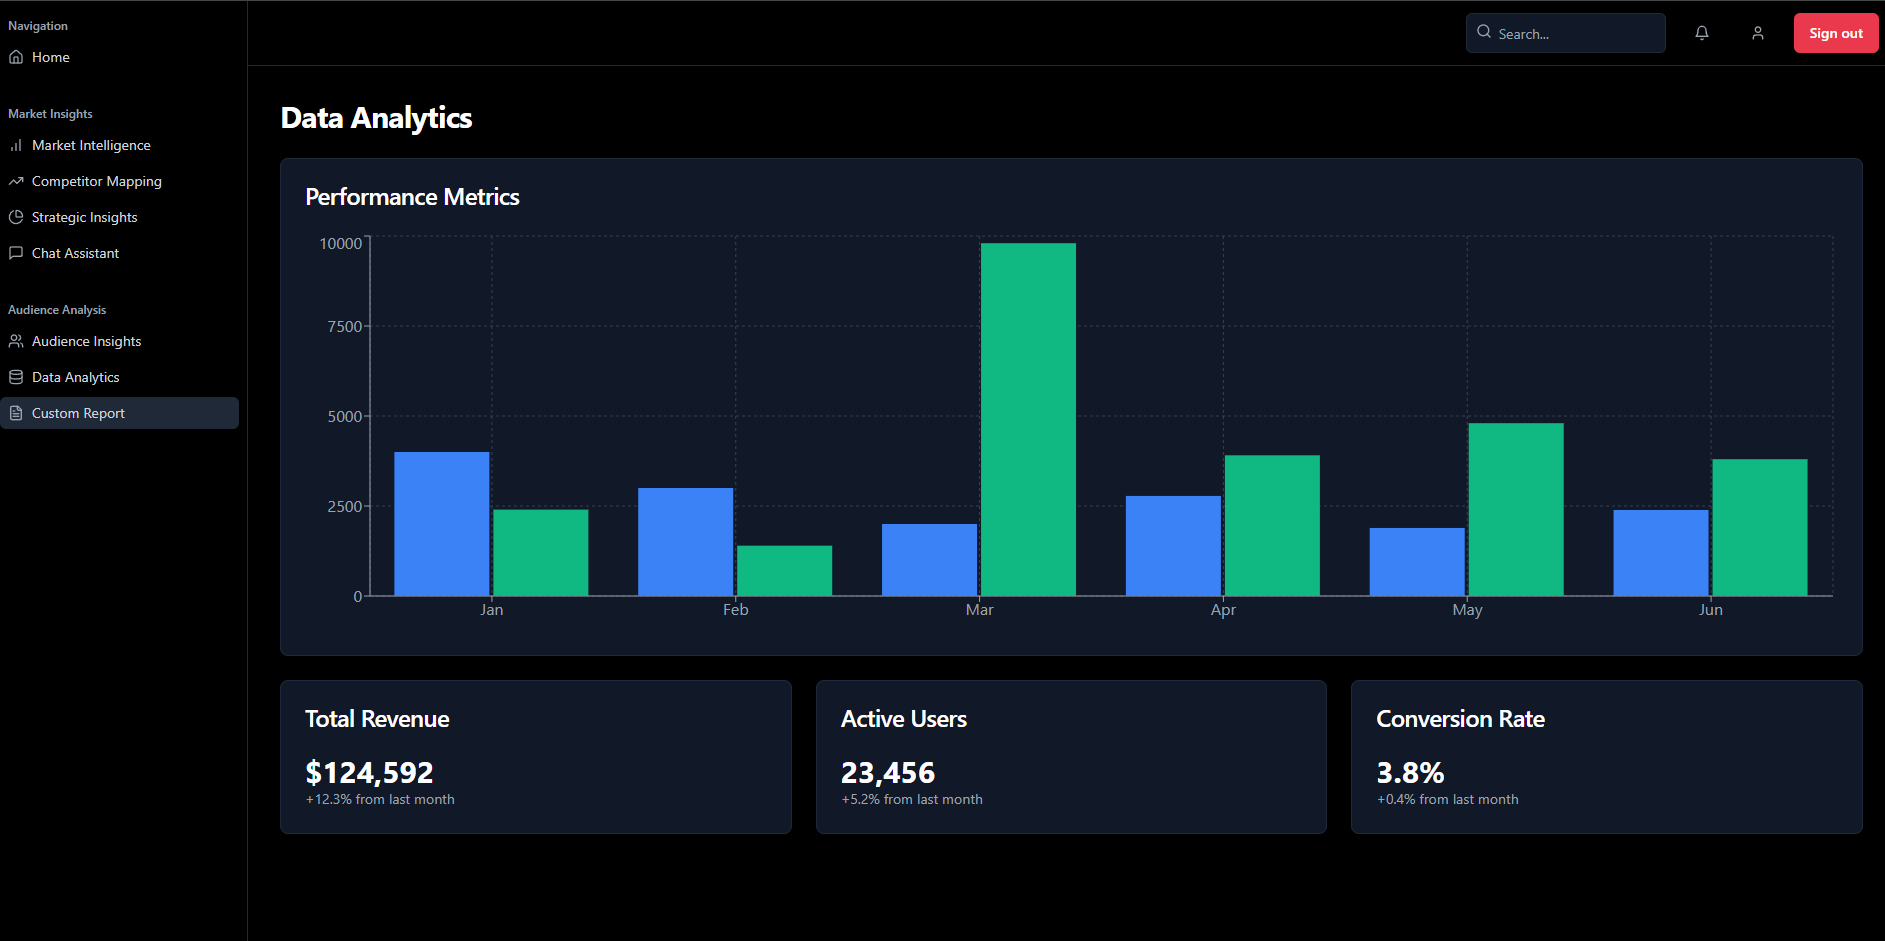 Navigation
Home
Market Insights
Market Intelligence
Competitor Mapping
Strategic Insights
Chat Assistant
Audience Analysis
Audience Insights
Data Analytics
Custom Report
Search...
Sign out
Data Analytics
Performance Metrics
10000
7500
5000
2500
0
Jan Feb Mar Apr May Jun
Total Revenue
$124,592
+12.3% from last month
Active Users
23,456
+5.2% from last month
Conversion Rate
3.8%
+0.4% from last month